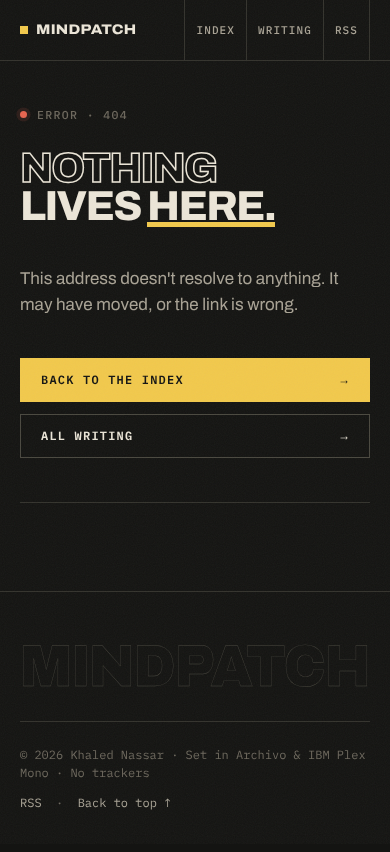 MINDPATCH
INDEX
WRITING
RSS
ERROR · 404
NOTHING
LIVES HERE.
This address doesn't resolve to anything. It
may have moved, or the link is wrong.
BACK TO THE INDEX →
ALL WRITING →
MINDPATCH
© 2026 Khaled Nassar · Set in Archivo & IBM Plex
Mono · No trackers
RSS · Back to top ↑